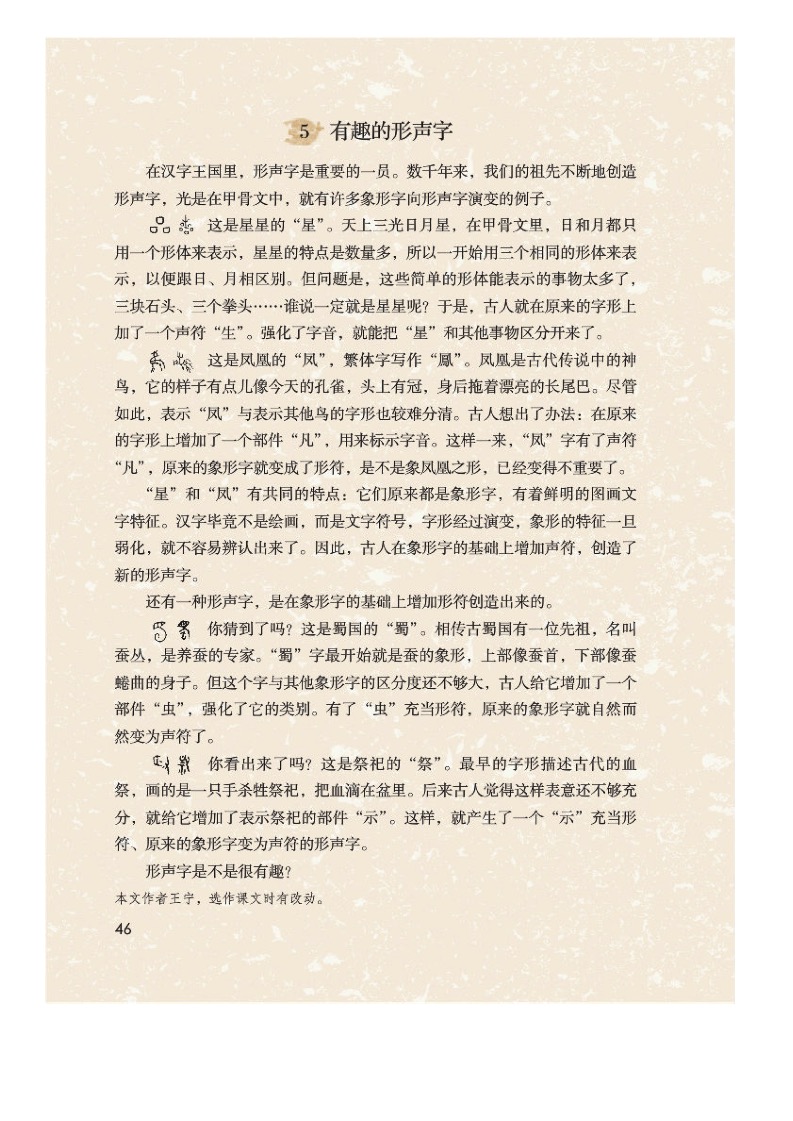 5 有趣的形声字
在汉字王国里，形声字是重要的一员。数千年来，我们的祖先不断地创造
形声字，光是在甲骨文中，就有许多象形字向形声字演变的例子。
这是星星的“星”。天上三光日月星，在甲骨文里，日和月都只
用一个形体来表示，星星的特点是数量多，所以一开始用三个相同的形体来表
示，以便跟日、月相区别。但问题是，这些简单的形体能表示的事物太多了，
三块石头、三个拳头……谁说一定就是星星呢？于是，古人就在原来的字形上
加了一个声符“生”。强化了字音，就能把“星”和其他事物区分开来了。
这是凤凰的“凤”，繁体字写作“鳳”。凤凰是古代传说中的神
鸟，它的样子有点儿像今天的孔雀，头上有冠，身后拖着漂亮的长尾巴。尽管
如此，表示“凤”与表示其他鸟的字形也较难分清。古人想出了办法：在原来
的字形上增加了一个部件“凡”，用来标示字音。这样一来，“凤”字有了声符
“凡”，原来的象形字就变成了形符，是不是象凤凰之形，已经变得不重要了。
“星”和“凤”有共同的特点：它们原来都是象形字，有着鲜明的图画文
字特征。汉字毕竟不是绘画，而是文字符号，字形经过演变，象形的特征一旦
弱化，就不容易辨认出来了。因此，古人在象形字的基础上增加声符，创造了
新的形声字。
还有一种形声字，是在象形字的基础上增加形符创造出来的。
你猜到了吗？这是蜀国的“蜀”。相传古蜀国有一位先祖，名叫
蚕丛，是养蚕的专家。“蜀”字最开始就是蚕的象形，上部像蚕首，下部像蚕
蜷曲的身子。但这个字与其他象形字的区分度还不够大，古人给它增加了一个
部件“虫”，强化了它的类别。有了“虫”充当形符，原来的象形字就自然而
然变为声符了。
你看出来了吗？这是祭祀的“祭”。最早的字形描述古代的血
祭，画的是一只手杀牲祭祀，把血滴在盆里。后来古人觉得这样表意还不够充
分，就给它增加了表示祭祀的部件“示”。这样，就产生了一个“示”充当形
符、原来的象形字变为声符的形声字。
形声字是不是很有趣？
本文作者王宁，选作课文时有改动。
46